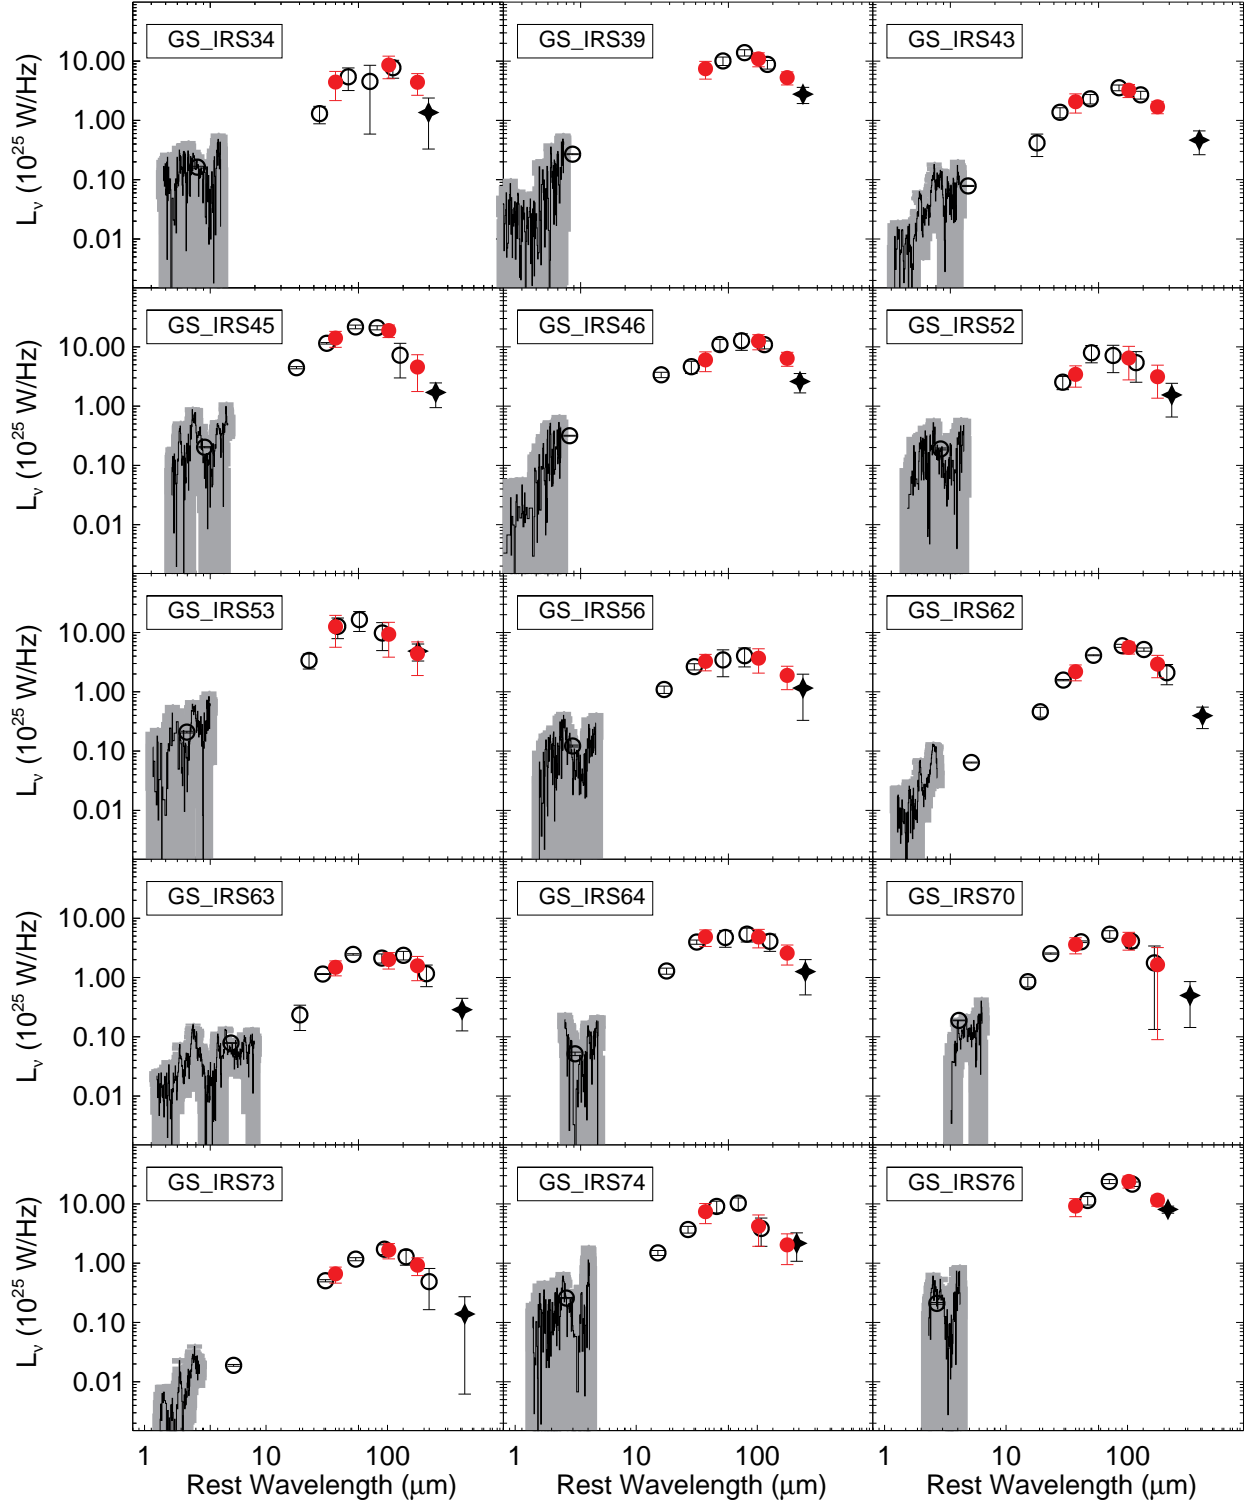 GS_IRS34 GS_IRS39 GS_IRS43
10.00
1.00
0.10
0.01
Lν (10^25 W/Hz)
GS_IRS45 GS_IRS46 GS_IRS52
10.00
1.00
0.10
0.01
Lν (10^25 W/Hz)
GS_IRS53 GS_IRS56 GS_IRS62
10.00
1.00
0.10
0.01
Lν (10^25 W/Hz)
GS_IRS63 GS_IRS64 GS_IRS70
10.00
1.00
0.10
0.01
Lν (10^25 W/Hz)
GS_IRS73 GS_IRS74 GS_IRS76
10.00
1.00
0.10
0.01
Lν (10^25 W/Hz)
1 10 100 1 10 100 1 10 100
Rest Wavelength (μm) Rest Wavelength (μm) Rest Wavelength (μm)